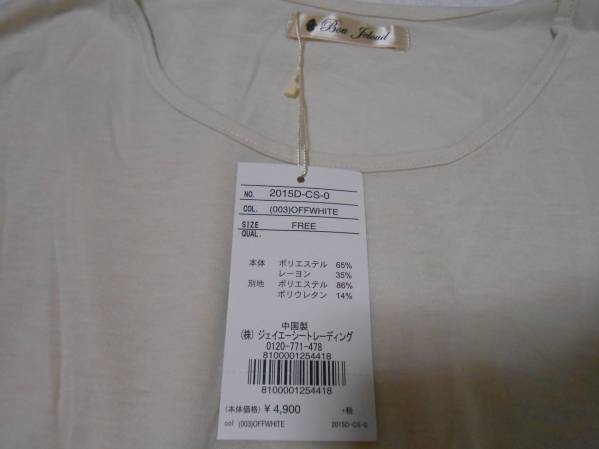 Bon Jcloud
NO. 2015D-CS-0
COL. (003)OFFWHITE
SIZE FREE
QUAL.
本体 ポリエステル 65%
レーヨン 35%
別地 ポリエステル 86%
ポリウレタン 14%
中国製
(株) ジェイエーシートレーディング
0120-771-478
8100001254418
8100001254418
(本体価格) ¥ 4,900 +税
col (003)OFFWHITE 2015D-CS-0